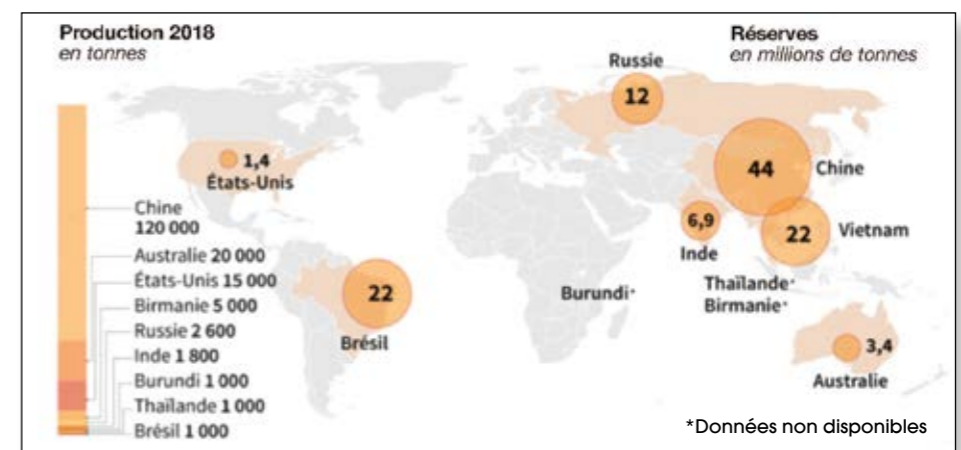 Production 2018
en tonnes
Chine
120 000
Australie 20 000
États-Unis 15 000
Birmanie 5 000
Russie 2 600
Inde 1 800
Burundi 1 000
Thaïlande 1 000
Brésil 1 000
Réserves
en millions de tonnes
Russie
12
1,4
États-Unis
44
Chine
6,9
Inde
22
Vietnam
Thaïlande*
Birmanie*
Burundi*
22
Brésil
3,4
Australie
*Données non disponibles